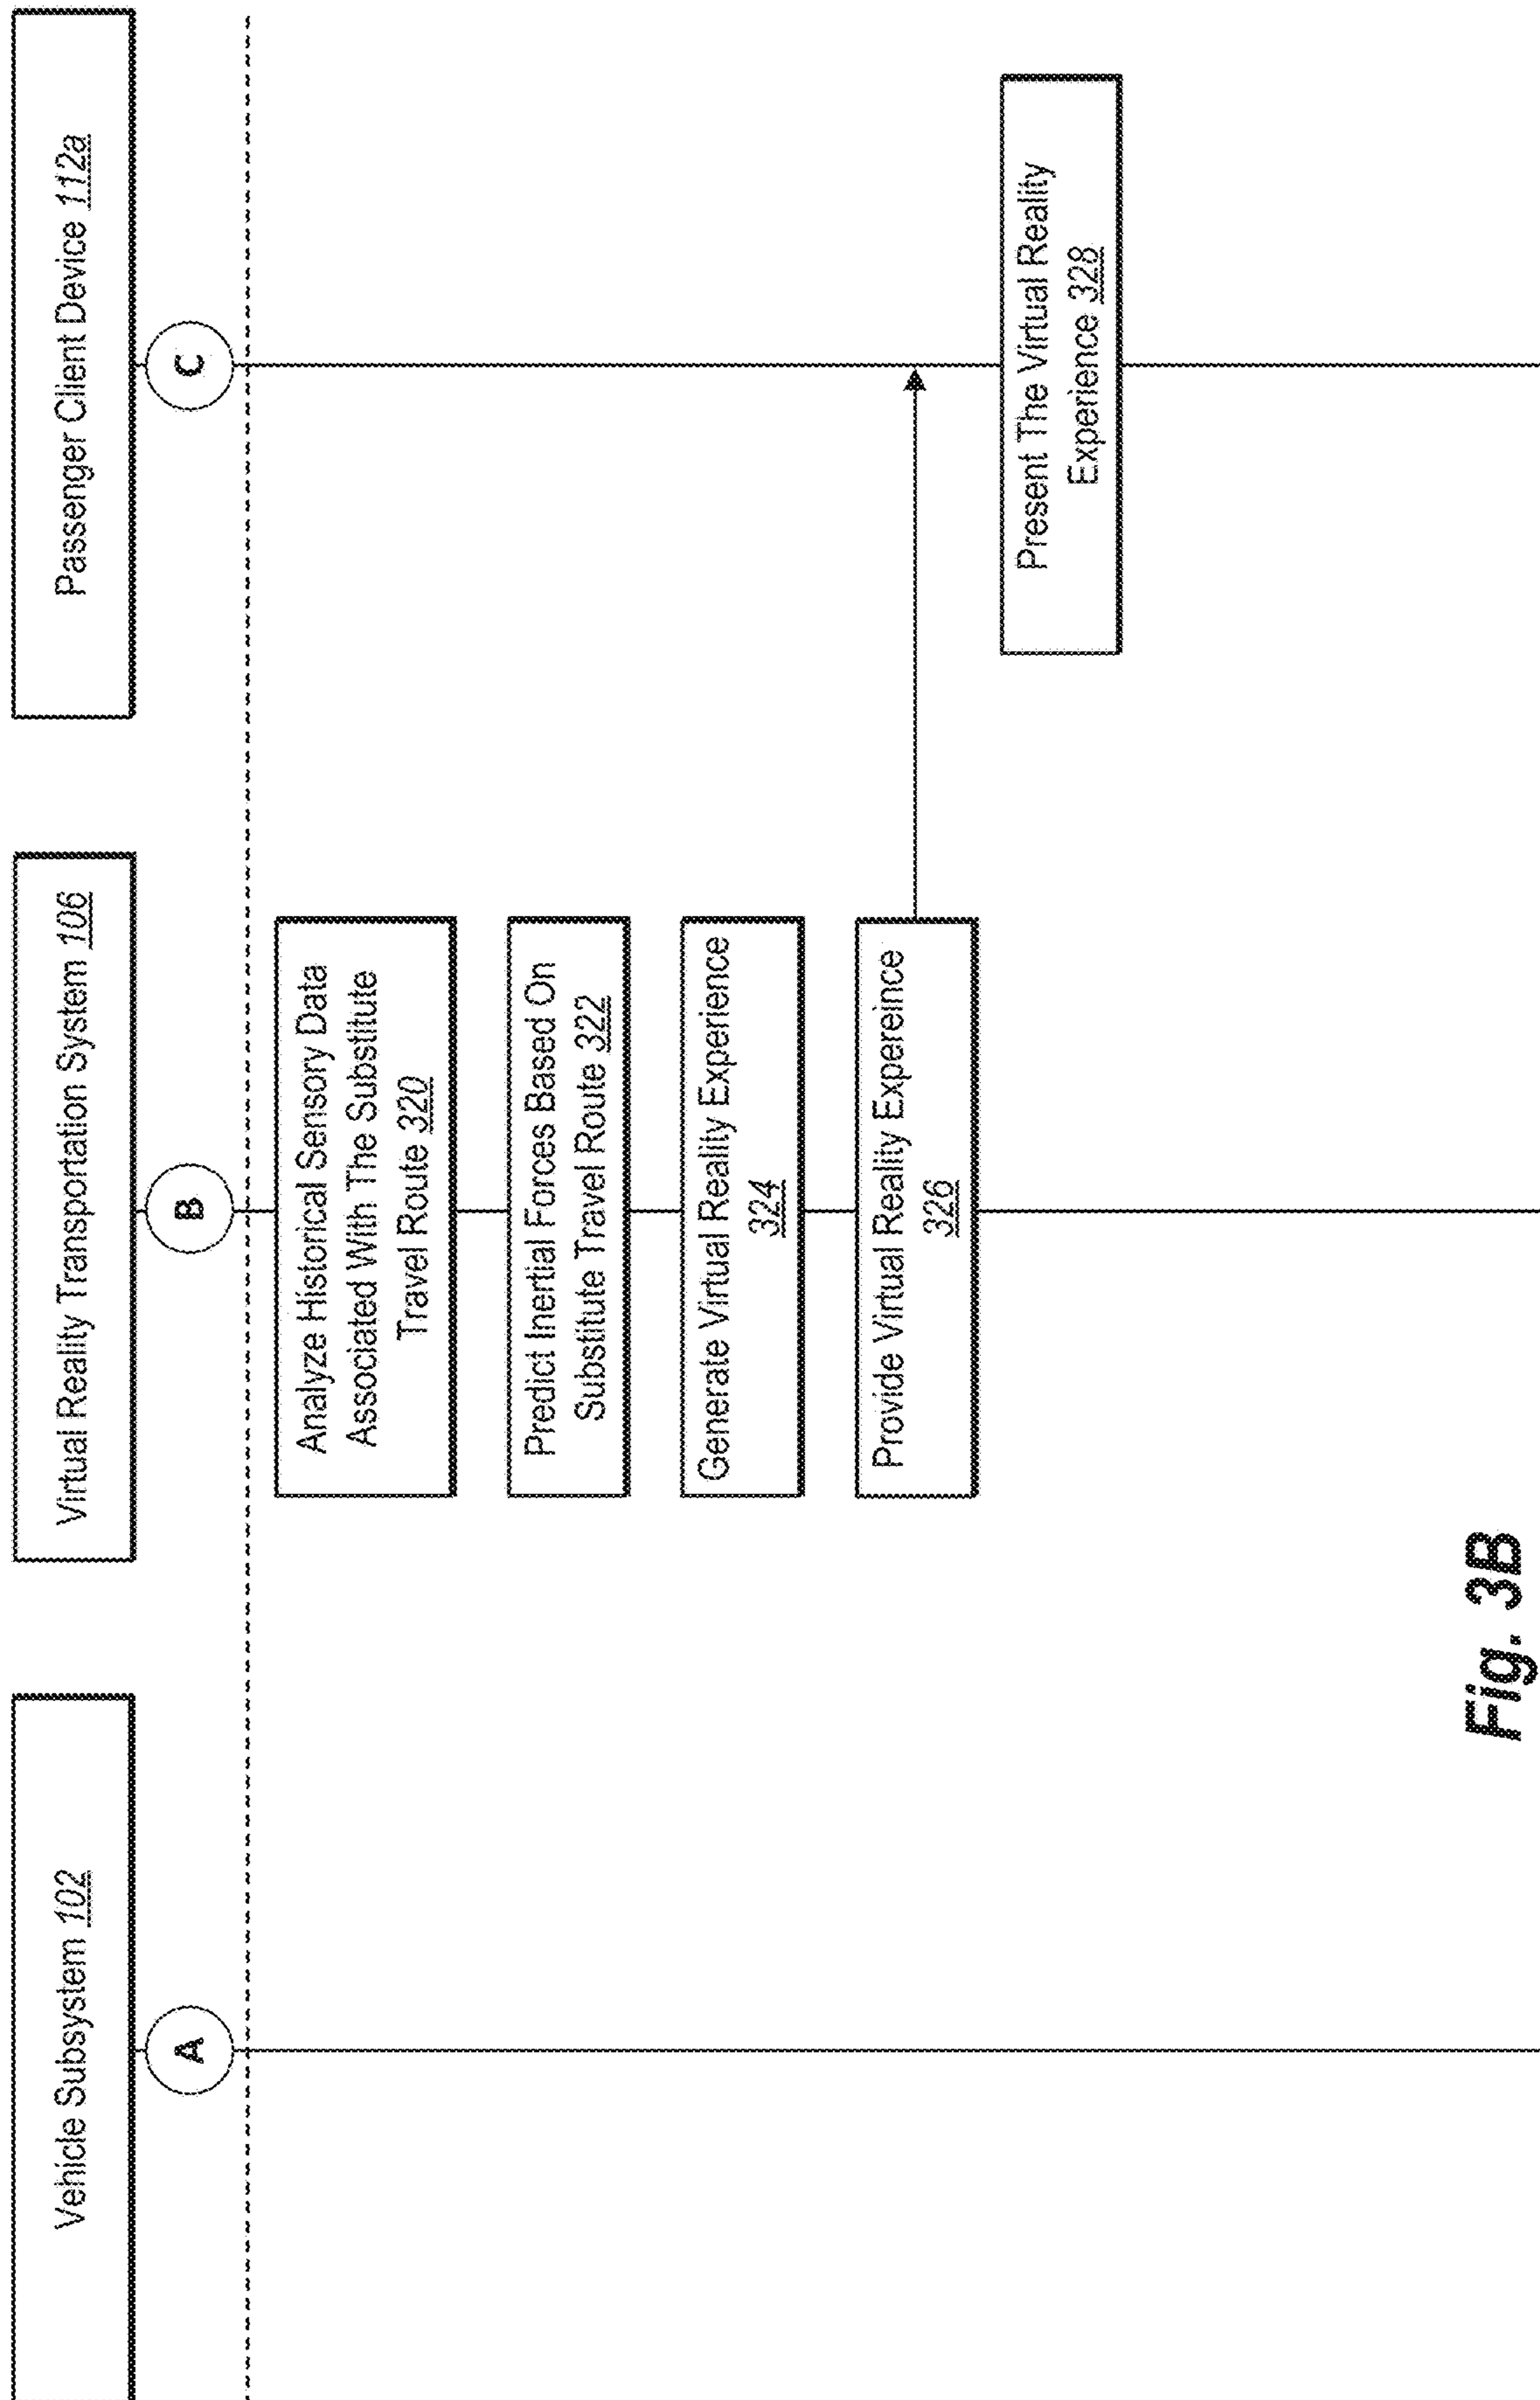 Vehicle Subsystem 102
Virtual Reality Transportation System 106
Passenger Client Device 112a
A
B
C
Analyze Historical Sensory Data
Associated With The Substitute
Travel Route 320
Predict Inertial Forces Based On
Substitute Travel Route 322
Generate Virtual Reality Experience
324
Provide Virtual Reality Expereince
326
Present The Virtual Reality
Experience 328
Fig. 3B